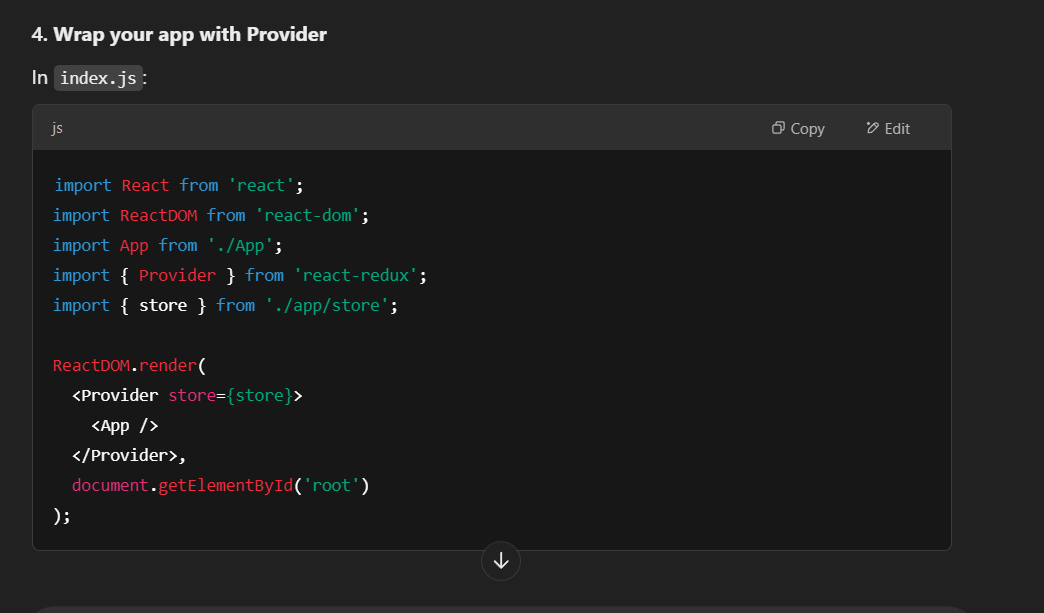 4. Wrap your app with Provider
In index.js:
js
Copy
Edit
import React from 'react';
import ReactDOM from 'react-dom';
import App from './App';
import { Provider } from 'react-redux';
import { store } from './app/store';
ReactDOM.render(
  <Provider store={store}>
    <App />
  </Provider>,
  document.getElementById('root')
);